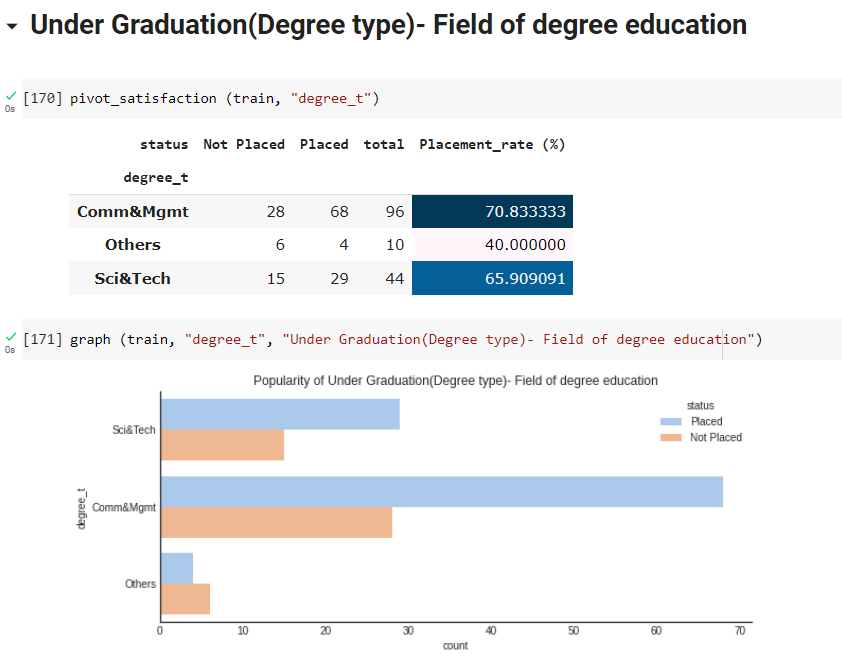 Under Graduation(Degree type)- Field of degree education
[170] pivot_satisfaction (train, "degree_t")
0s
status Not Placed Placed total Placement_rate (%)
degree_t
Comm&Mgmt 28 68 96 70.833333
Others 6 4 10 40.000000
Sci&Tech 15 29 44 65.909091
[171] graph (train, "degree_t", "Under Graduation(Degree type)- Field of degree education")
0s
Popularity of Under Graduation(Degree type)- Field of degree education
status
Placed
Not Placed
Sci&Tech
Comm&Mgmt
Others
degree_t
0 10 20 30 40 50 60 70
count